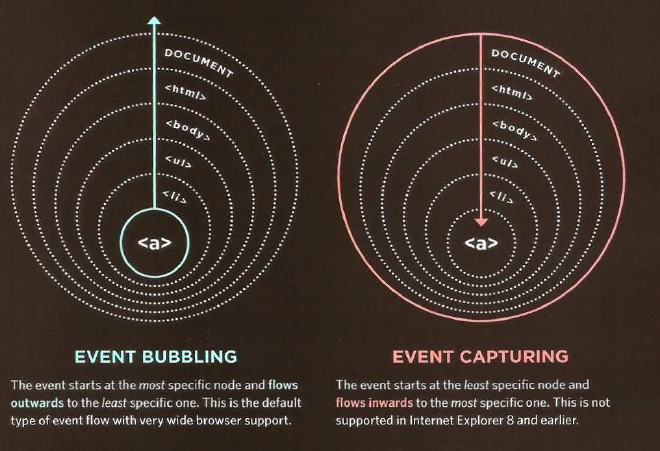 DOCUMENT
<html>
<body>
<ul>
<li>
<a>
EVENT BUBBLING
The event starts at the most specific node and flows
outwards to the least specific one. This is the default
type of event flow with very wide browser support.
DOCUMENT
<html>
<body>
<ul>
<li>
<a>
EVENT CAPTURING
The event starts at the least specific node and
flows inwards to the most specific one. This is not
supported in Internet Explorer 8 and earlier.